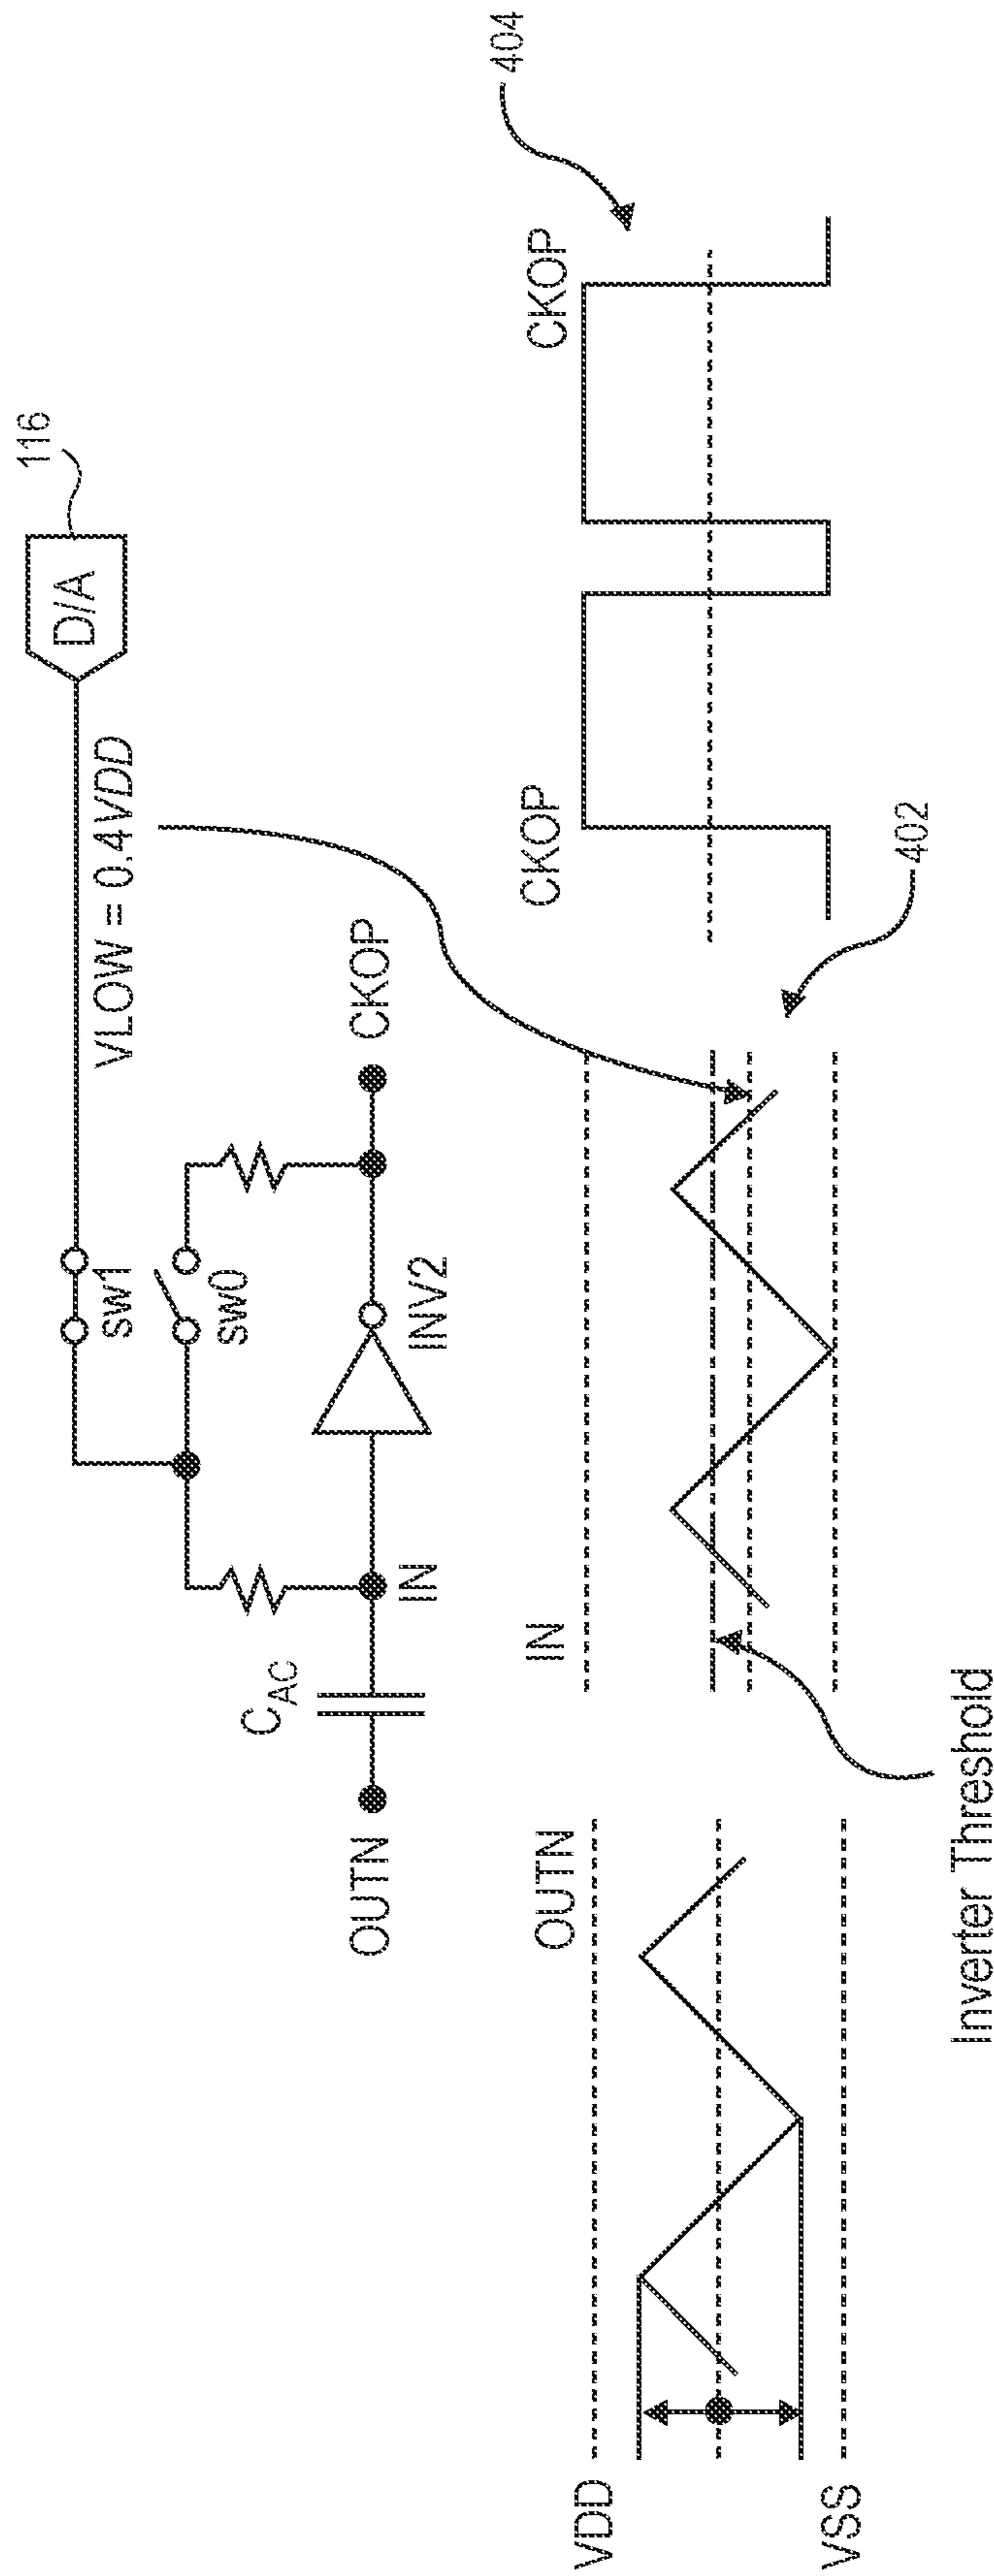 116
D/A
VLOW = 0.4VDD
SW1
SW0
CAC
OUTN
IN
INV2
CKOP
404
VDD
VSS
OUTN
IN
CKOP
CKOP
402
Inverter Threshold